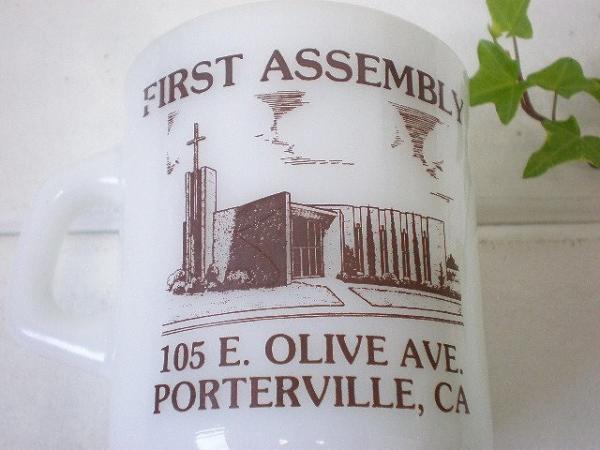 FIRST ASSEMBLY
105 E. OLIVE AVE.
PORTERVILLE, CA